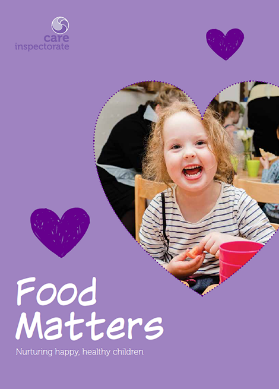 care
inspectorate
Food
Matters
Nurturing happy, healthy children